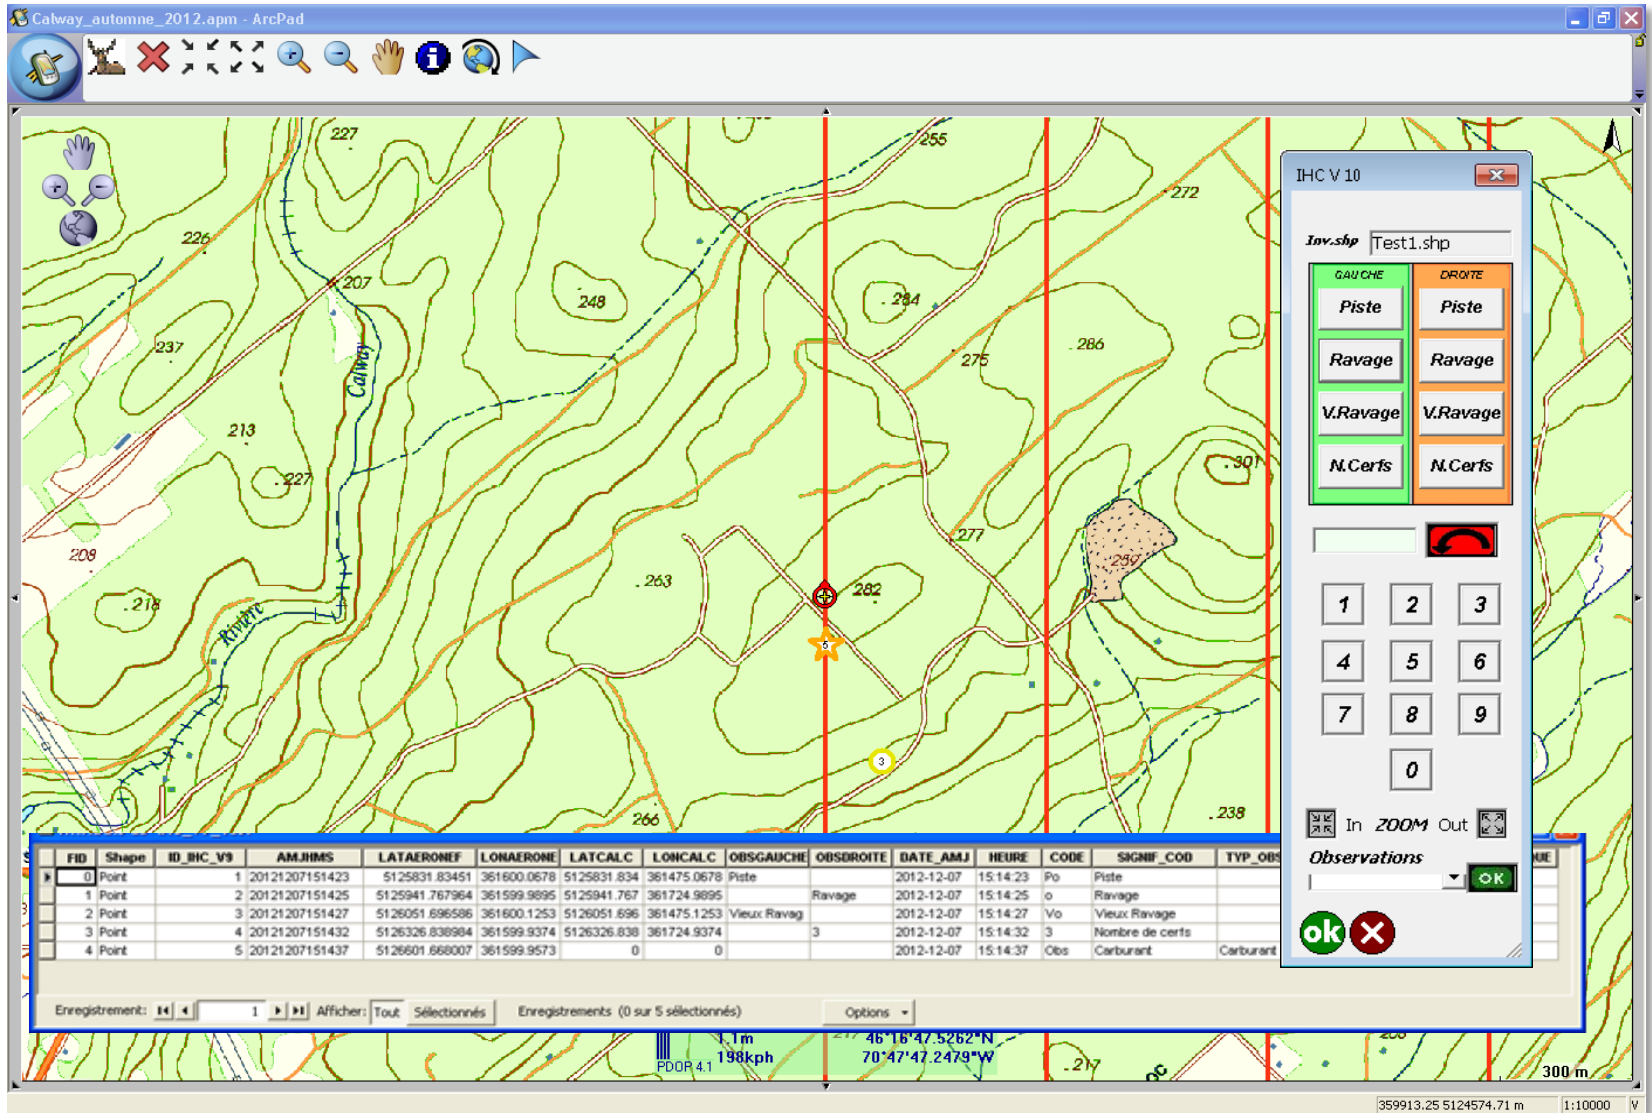 Calway_automne_2012.apm - ArcPad
227
255
272
226
207
248
284
237
275
286
Calway
213
227
301
277
208
259
263
282
218
Rivière
5
3
266
238
IHC V 10
Inv.shp Test1.shp
GAUCHE DROITE
Piste Piste
Ravage Ravage
V.Ravage V.Ravage
N.Cerfs N.Cerfs
1 2 3
4 5 6
7 8 9
0
In ZOOM Out
Observations
OK
ok
FID Shape ID_IHC_V9 AMJHMS LATAERONEF LONAERONE LATCALC LONCALC OBSGAUCHE OBSDROITE DATE_AMJ HEURE CODE SIGNIF_COD TYP_OBS UE
0 Point 1 20121207151423 5125831.83451 361600.0678 5125831.834 361475.0678 Piste 2012-12-07 15:14:23 Po Piste
1 Point 2 20121207151425 5125941.767964 361599.9895 5125941.767 361724.9895 Ravage 2012-12-07 15:14:25 o Ravage
2 Point 3 20121207151427 5126051.696586 361600.1253 5126051.696 361475.1253 Vieux Ravag 2012-12-07 15:14:27 Vo Vieux Ravage
3 Point 4 20121207151432 5126326.838984 361599.9374 5126326.838 361724.9374 3 2012-12-07 15:14:32 3 Nombre de cerfs
4 Point 5 20121207151437 5126601.668007 361599.9573 0 0 2012-12-07 15:14:37 Obs Carburant Carburant
Enregistrement: 1 Afficher: Tout Sélectionnés Enregistrements (0 sur 5 sélectionnés) Options
1.1m 46°16'47.5262"N
198kph 70°47'47.2479"W
PDOP 4.1
217
217
300 m
359913.25 5124574.71 m 1:10000 V